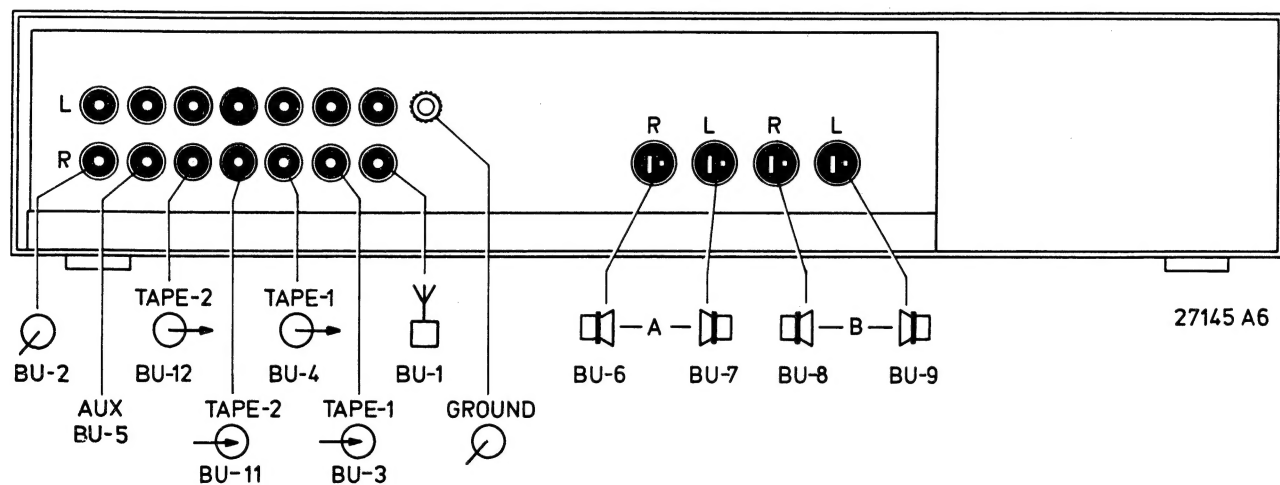 L
R
R L R L
TAPE-2 TAPE-1
A B
27145 A6
BU-2 BU-12 BU-4 BU-1 BU-6 BU-7 BU-8 BU-9
AUX TAPE-2 TAPE-1 GROUND
BU-5
BU-11 BU-3